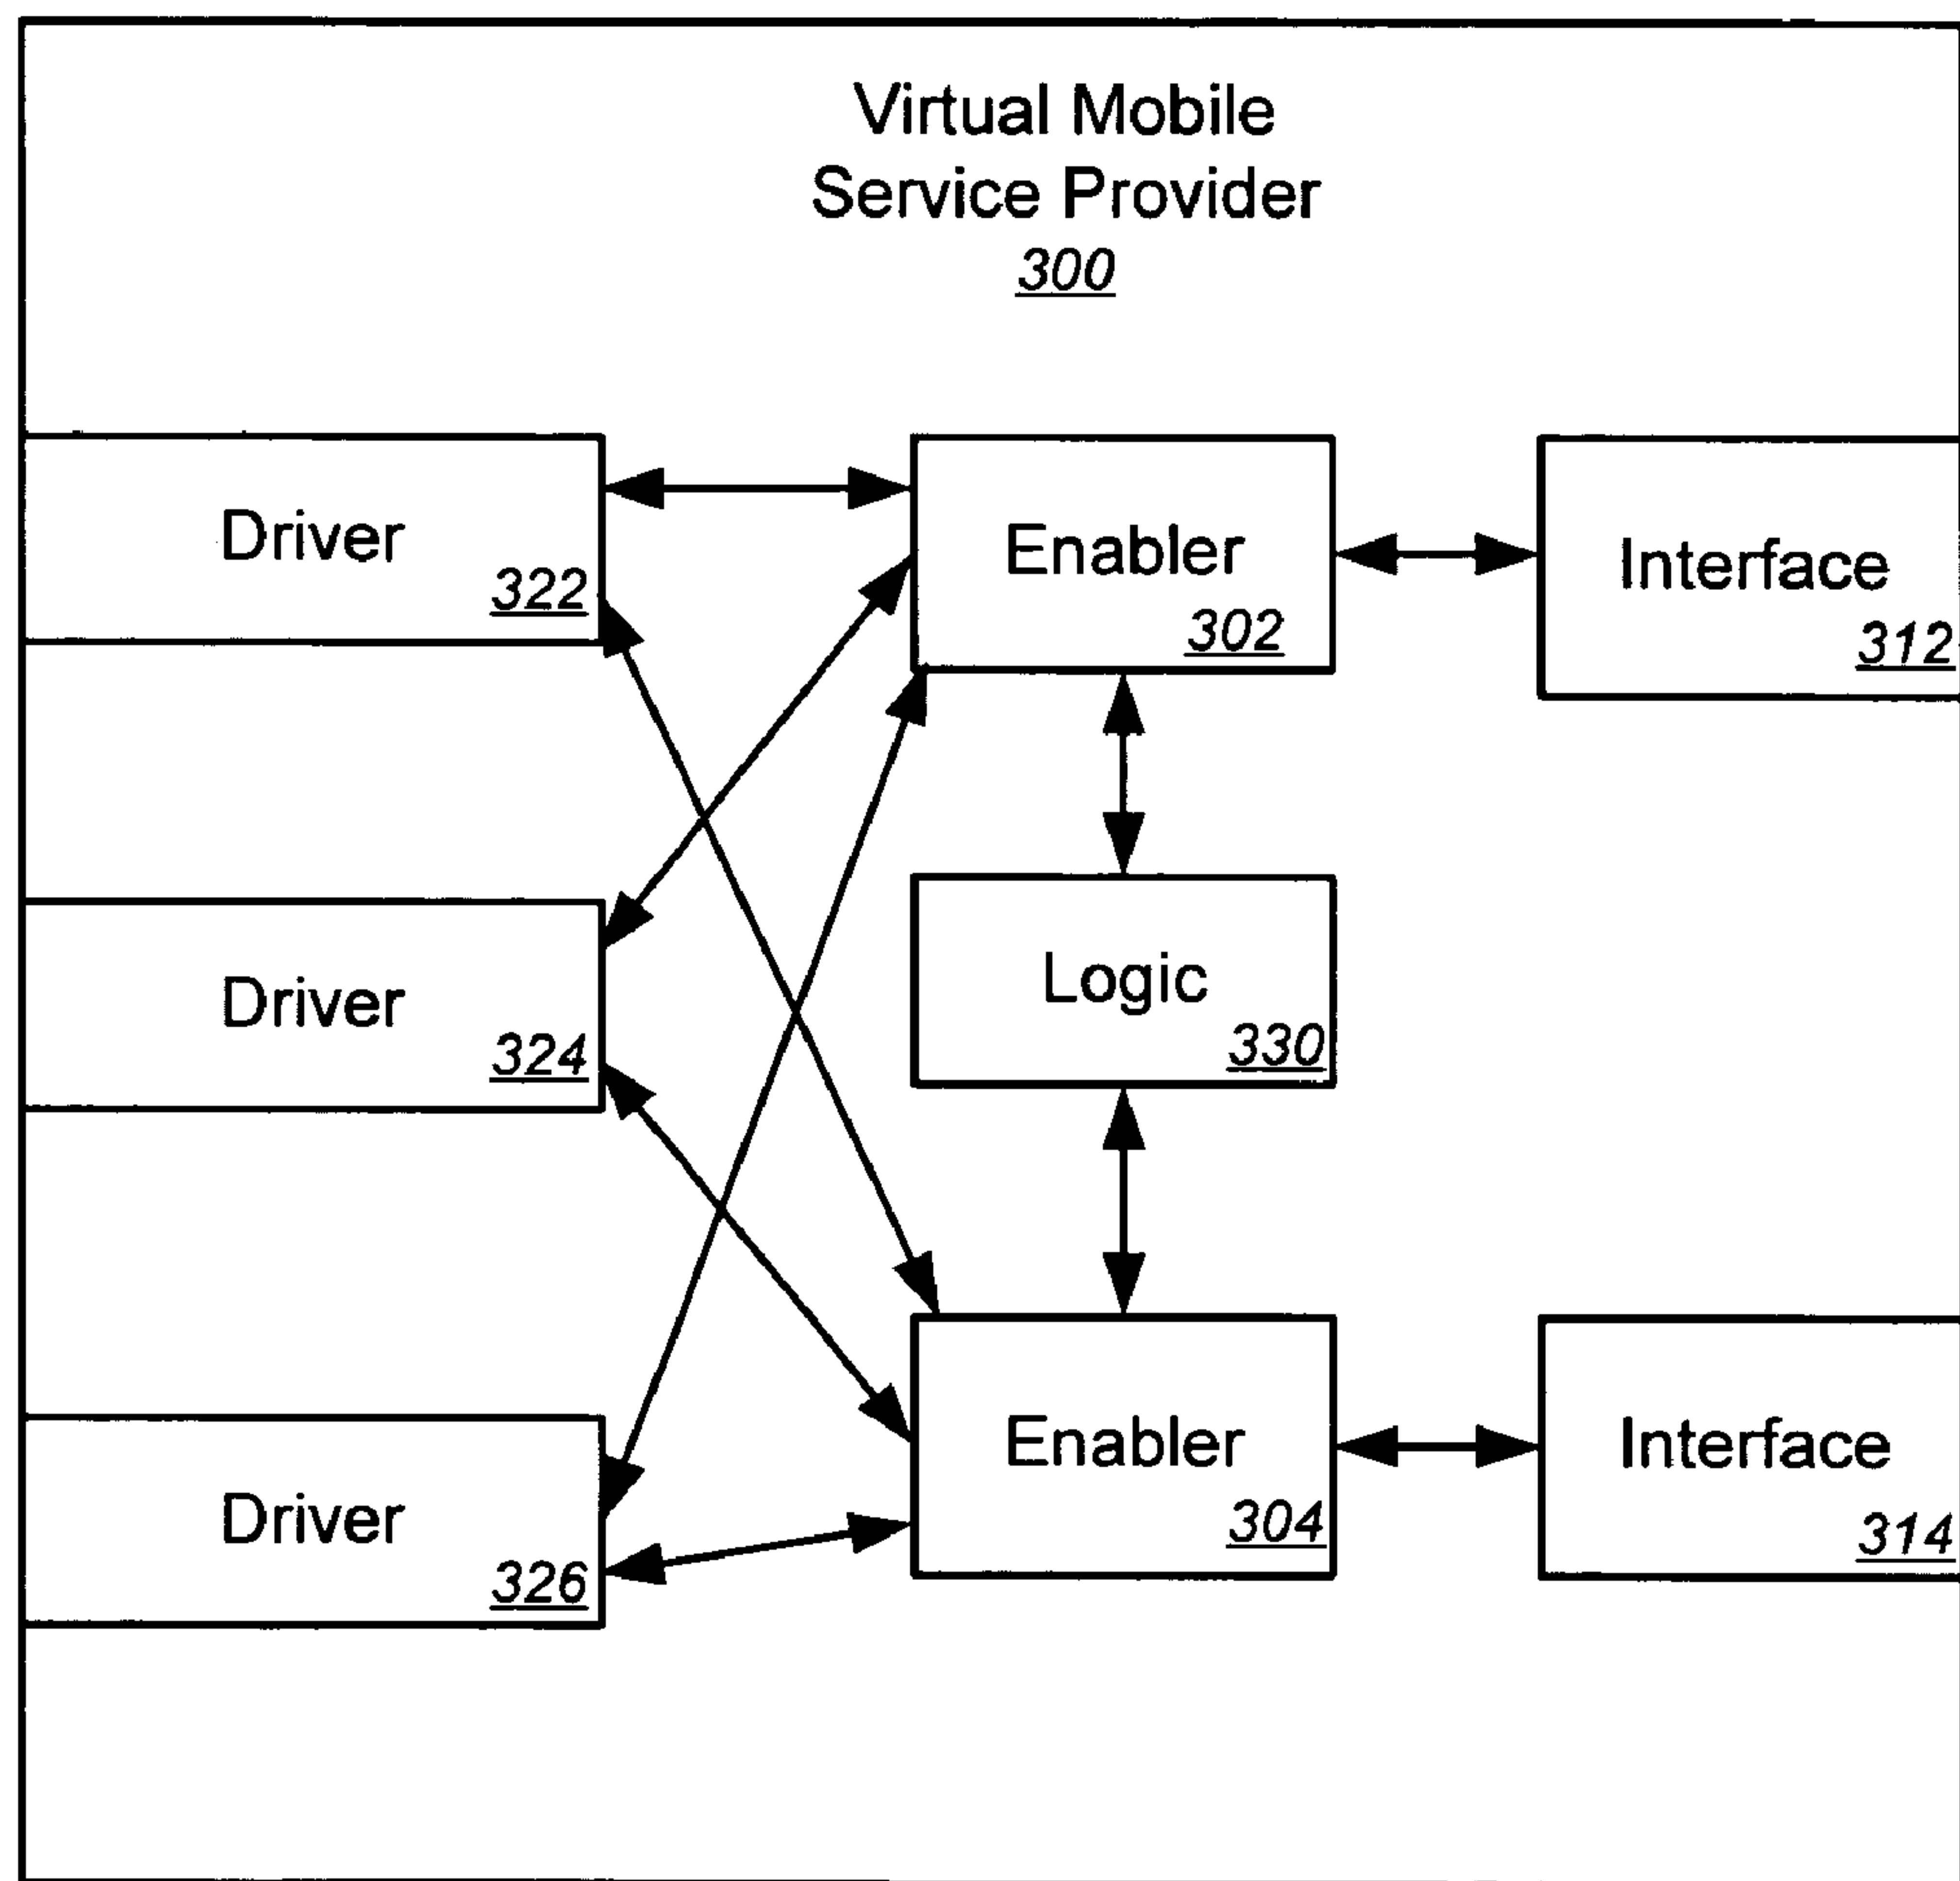 Virtual Mobile
Service Provider
300
Driver
322
Enabler
302
Interface
312
Driver
324
Logic
330
Driver
326
Enabler
304
Interface
314